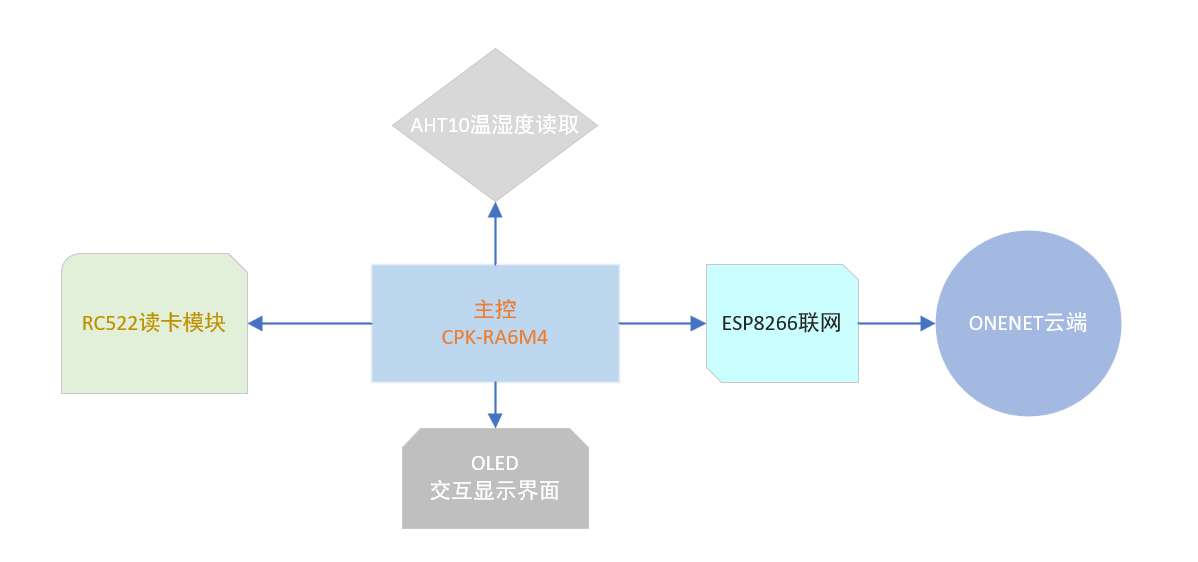 AHT10温湿度读取
RC522读卡模块
主控
CPK-RA6M4
ESP8266联网
ONENET云端
OLED
交互显示界面